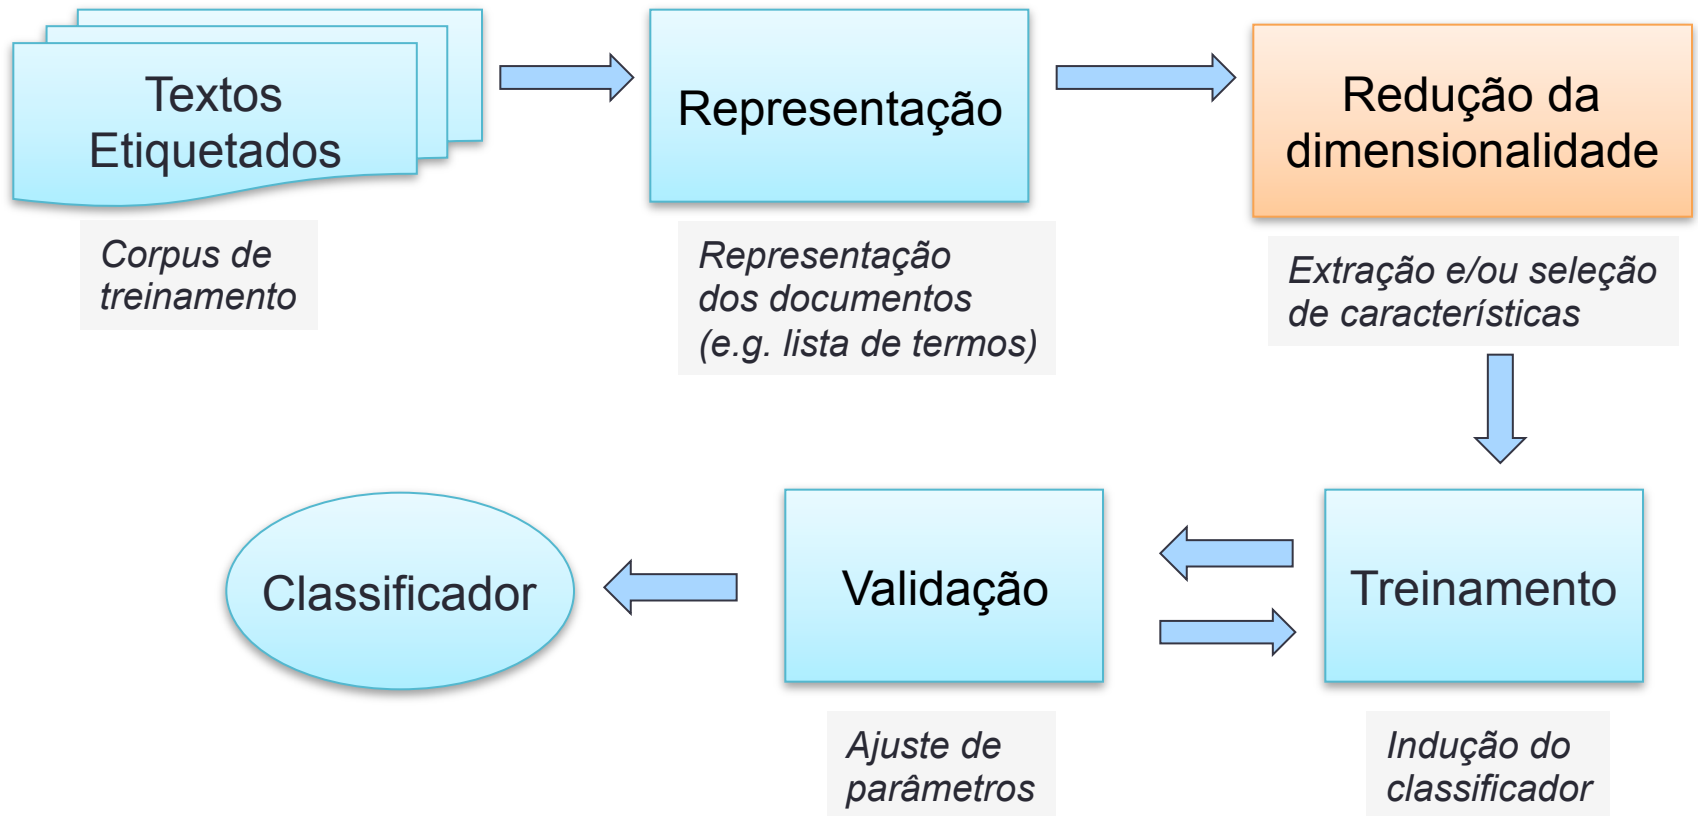 Textos
Etiquetados
Corpus de
treinamento
Representação
Representação
dos documentos
(e.g. lista de termos)
Redução da
dimensionalidade
Extração e/ou seleção
de características
Treinamento
Indução do
classificador
Validação
Ajuste de
parâmetros
Classificador